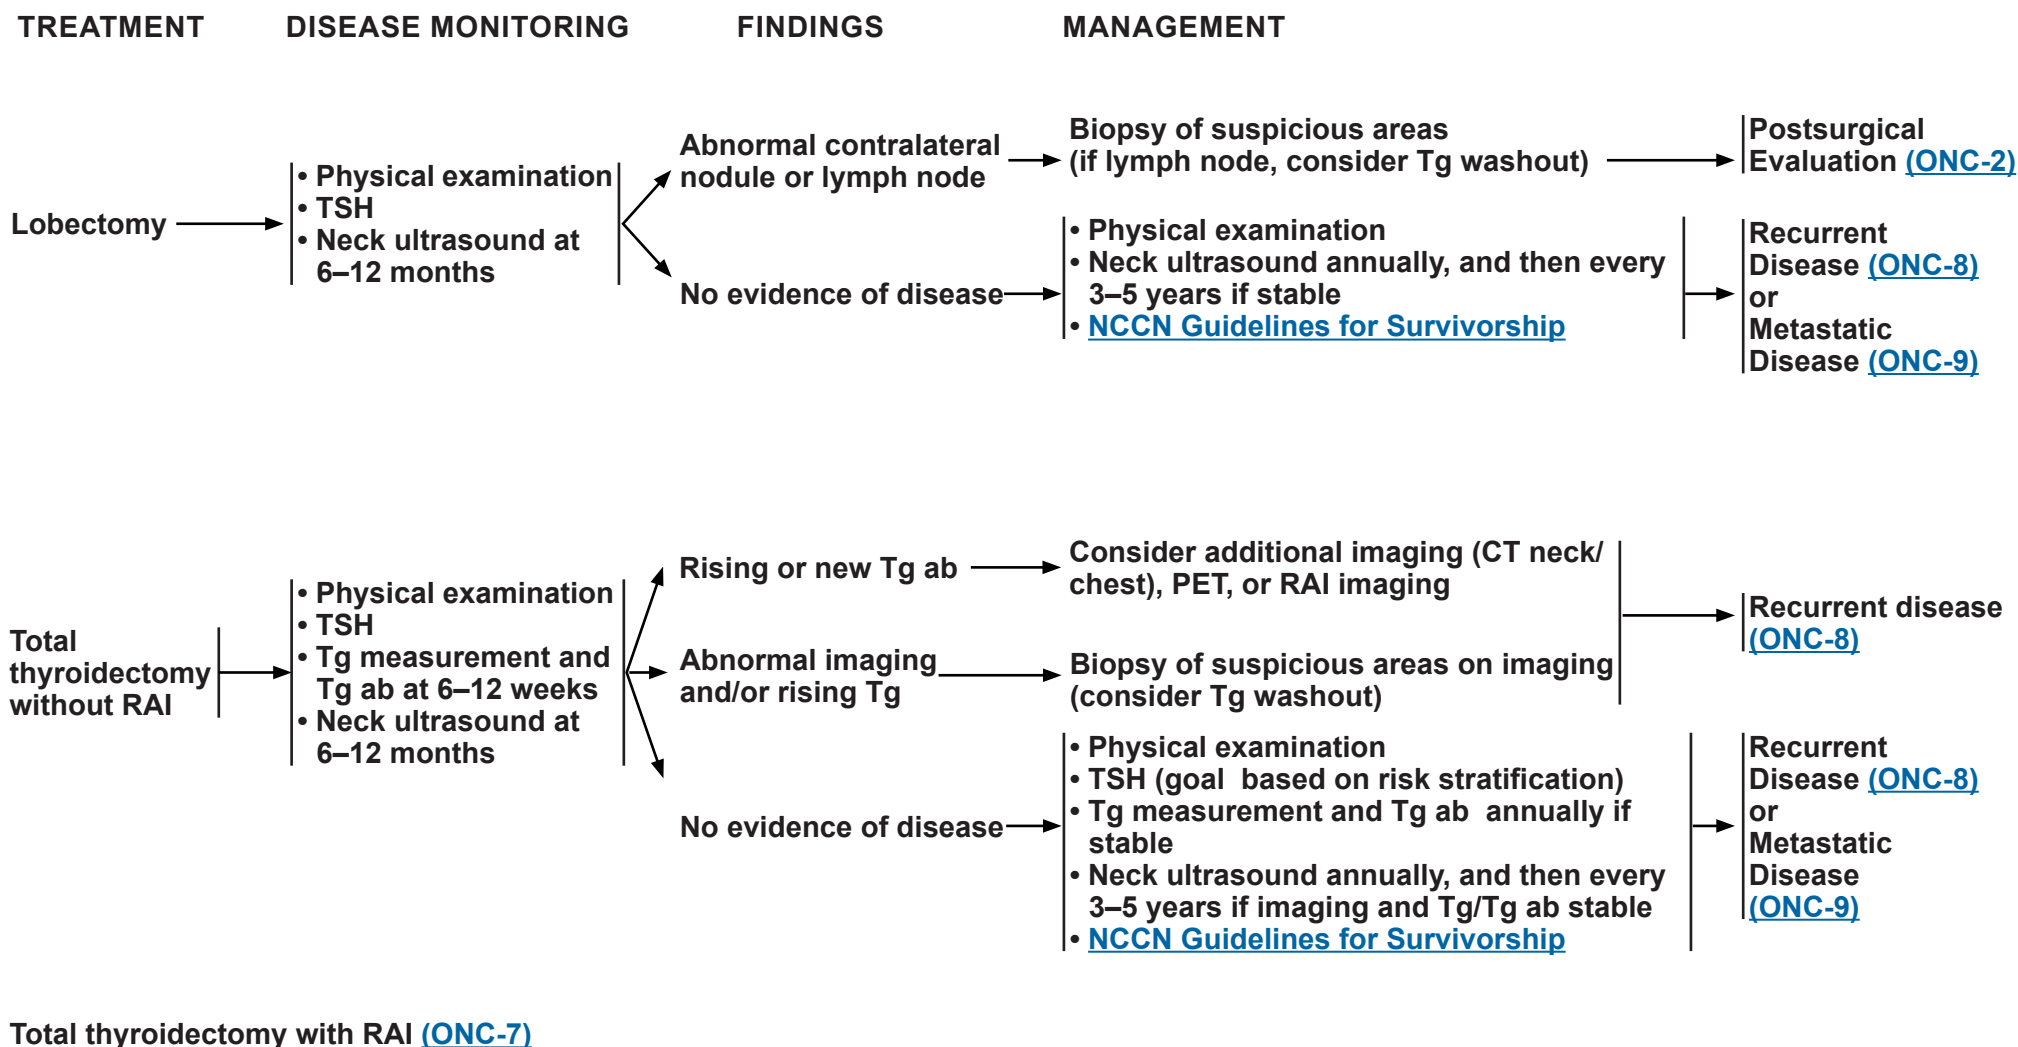 TREATMENT DISEASE MONITORING FINDINGS MANAGEMENT
Lobectomy
• Physical examination
• TSH
• Neck ultrasound at
6–12 months
Abnormal contralateral
nodule or lymph node
Biopsy of suspicious areas
(if lymph node, consider Tg washout)
Postsurgical
Evaluation (ONC-2)
No evidence of disease
• Physical examination
• Neck ultrasound annually, and then every
3–5 years if stable
• NCCN Guidelines for Survivorship
Recurrent
Disease (ONC-8)
or
Metastatic
Disease (ONC-9)
Total
thyroidectomy
without RAI
• Physical examination
• TSH
• Tg measurement and
Tg ab at 6–12 weeks
• Neck ultrasound at
6–12 months
Rising or new Tg ab
Consider additional imaging (CT neck/
chest), PET, or RAI imaging
Abnormal imaging
and/or rising Tg
Biopsy of suspicious areas on imaging
(consider Tg washout)
Recurrent disease
(ONC-8)
No evidence of disease
• Physical examination
• TSH (goal based on risk stratification)
• Tg measurement and Tg ab annually if
stable
• Neck ultrasound annually, and then every
3–5 years if imaging and Tg/Tg ab stable
• NCCN Guidelines for Survivorship
Recurrent
Disease (ONC-8)
or
Metastatic
Disease
(ONC-9)
Total thyroidectomy with RAI (ONC-7)